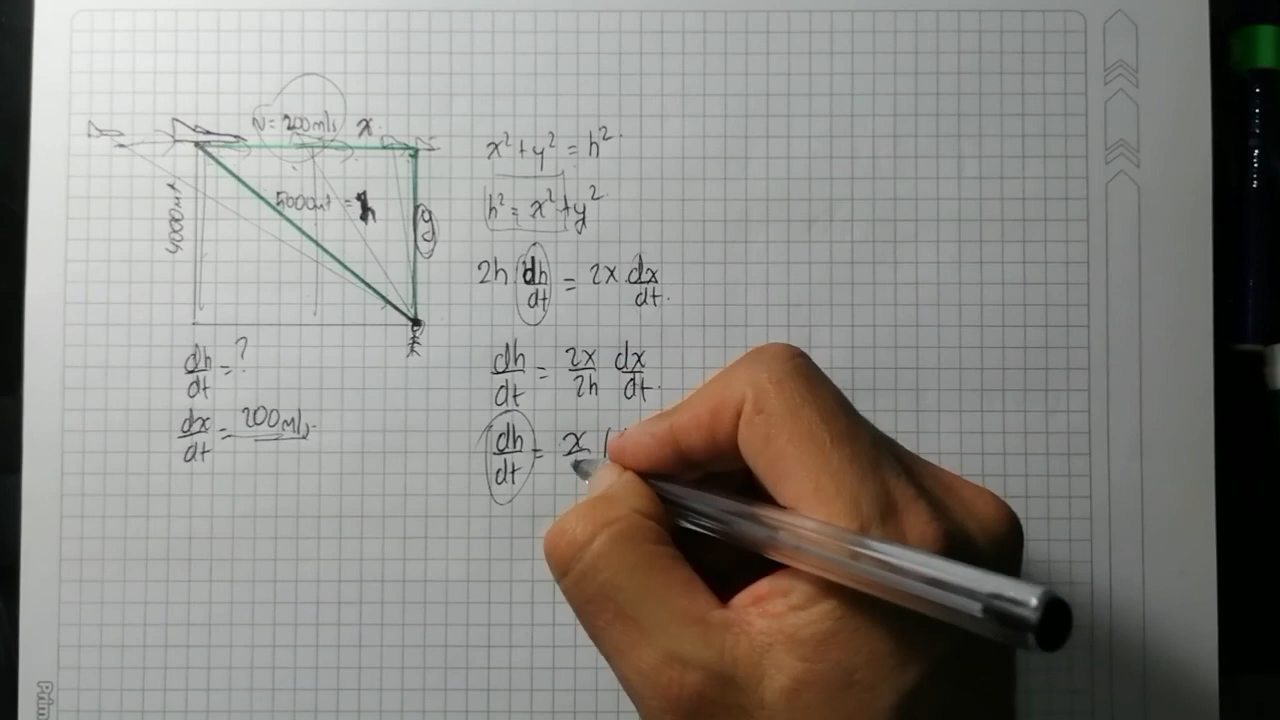 v = 200 m/s x
5000 mt = h
4000 mt
y
dh/dt = ?
dx/dt = 200 m/s
x² + y² = h²
h² = x² + y²
2h dh/dt = 2x dx/dt
dh/dt = 2x/2h dx/dt
dh/dt = x